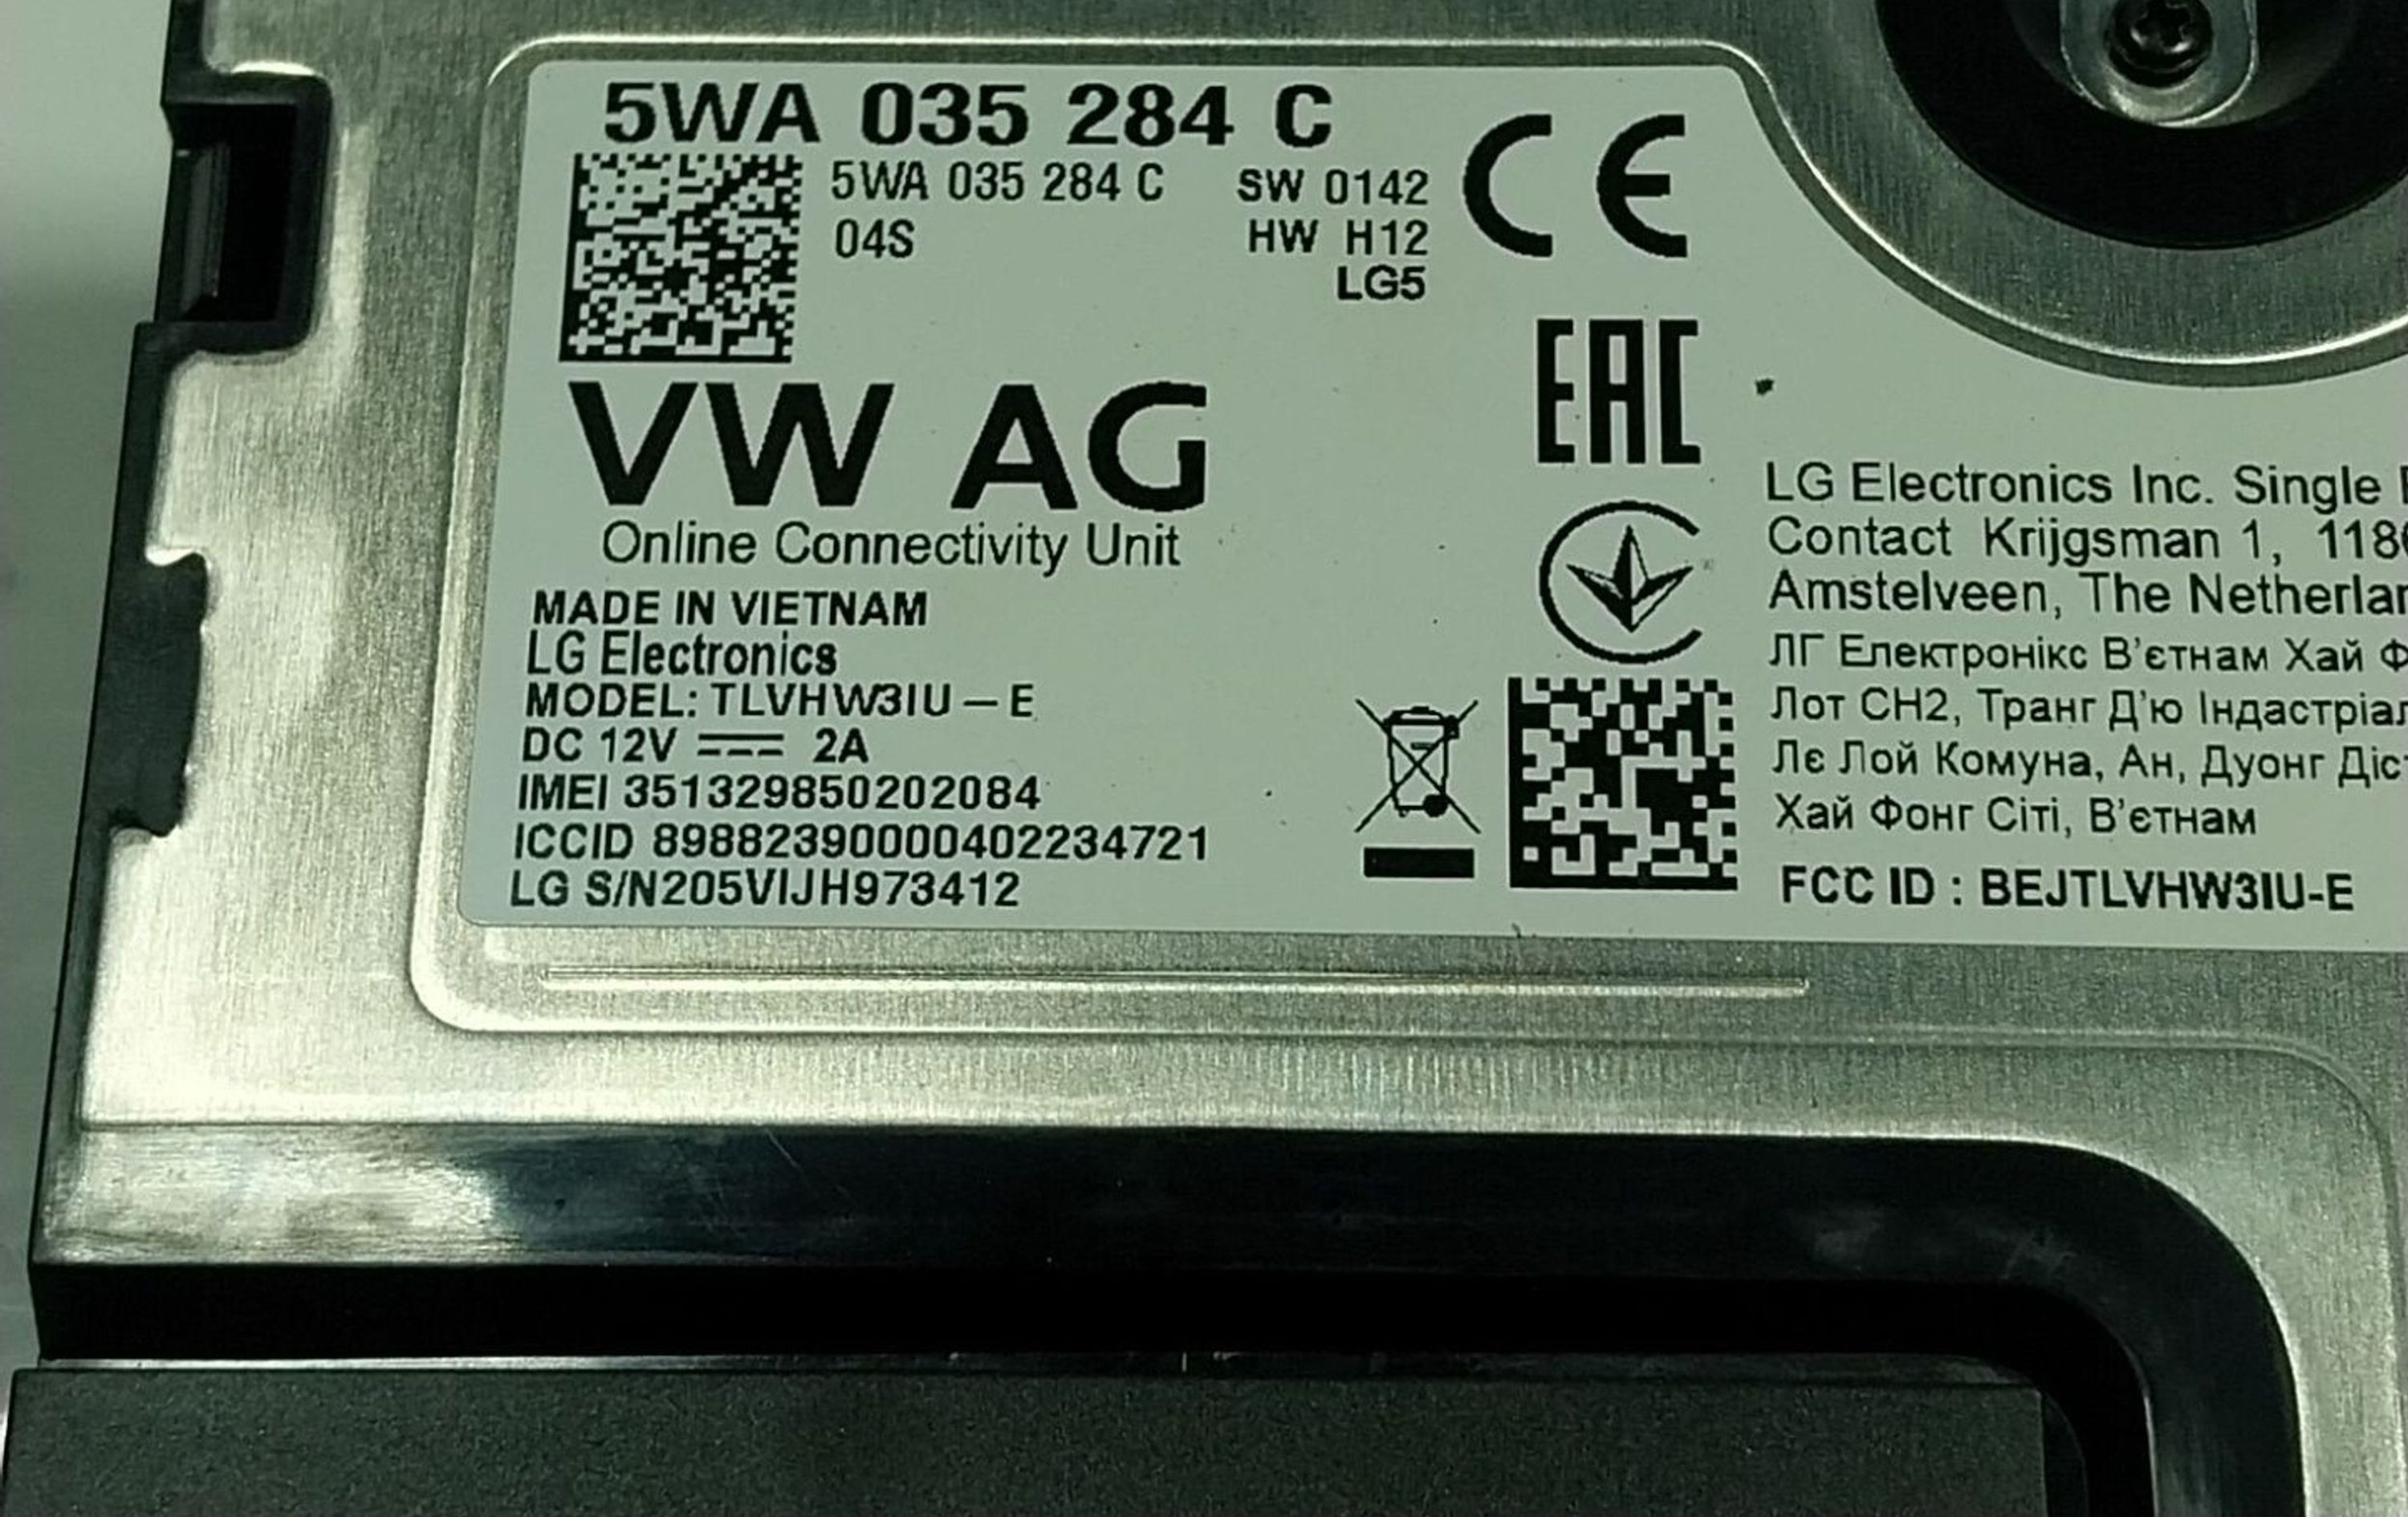 5WA 035 284 C
5WA 035 284 C SW 0142
04S HW H12
LG5
CE
EAC
VW AG
Online Connectivity Unit
MADE IN VIETNAM
LG Electronics
MODEL: TLVHW3IU – E
DC 12V 2A
IMEI 351329850202084
ICCID 89882390000402234721
LG S/N205VIJH973412
LG Electronics Inc. Single
Contact Krijgsman 1,
Amstelveen, The
ЛГ Електронікс В’єтнам Хай
Лот СН2, Транг Д’ю
Лє Лой Комуна, Ан, Дуонг
Хай Фонг Сіті, В’єтнам
FCC ID : BEJTLVHW3IU-E